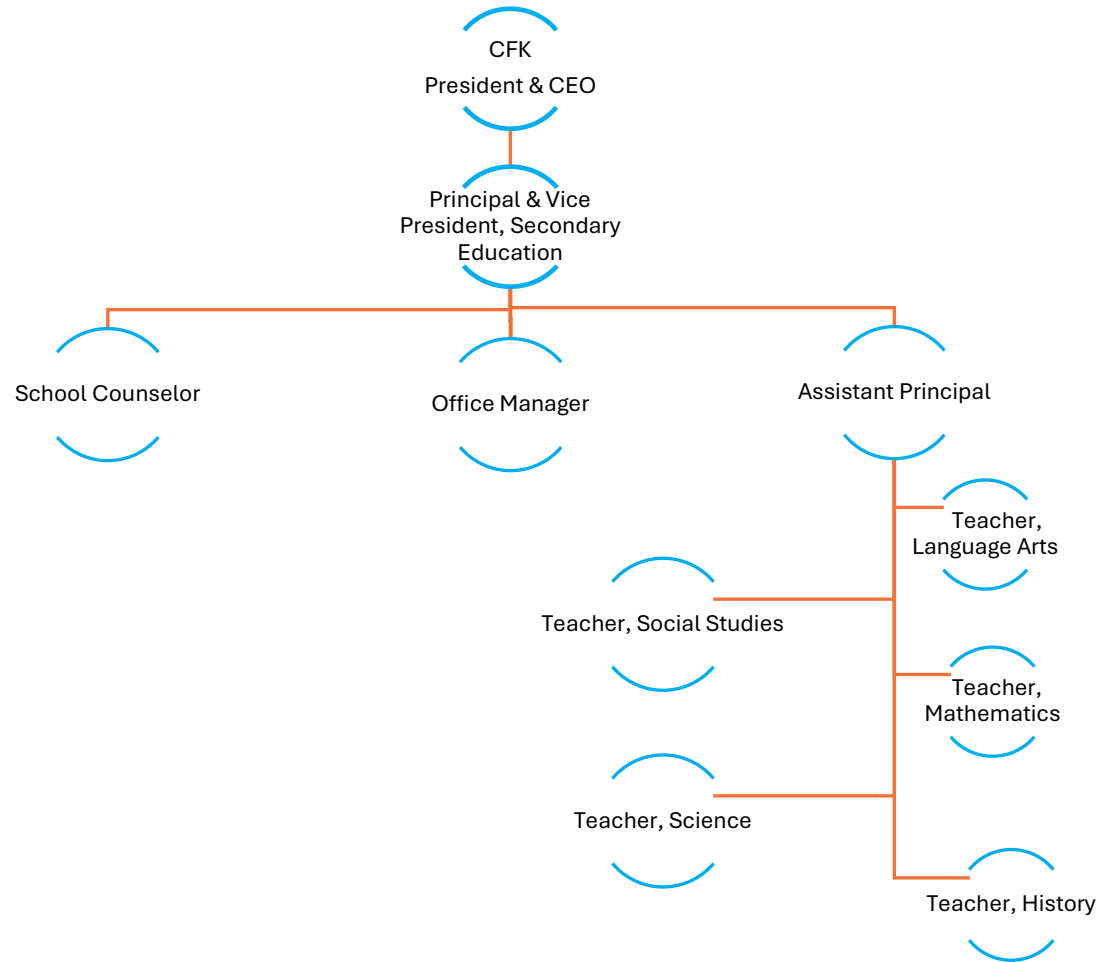 CFK
President & CEO
Principal & Vice
President, Secondary
Education
School Counselor
Office Manager
Assistant Principal
Teacher,
Language Arts
Teacher, Social Studies
Teacher,
Mathematics
Teacher, Science
Teacher, History